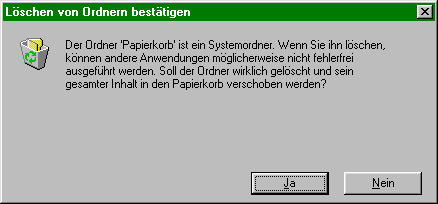 Löschen von Ordnern bestätigen
Der Ordner 'Papierkorb' ist ein Systemordner. Wenn Sie ihn löschen,
können andere Anwendungen möglicherweise nicht fehlerfrei
ausgeführt werden. Soll der Ordner wirklich gelöscht und sein
gesamter Inhalt in den Papierkorb verschoben werden?
Ja
Nein